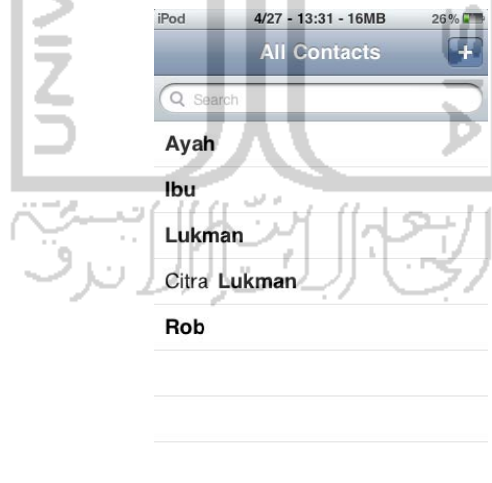 iPod 4/27 - 13:31 - 16MB 26%
All Contacts +
Search
Ayah
Ibu
Lukman
Citra Lukman
Rob